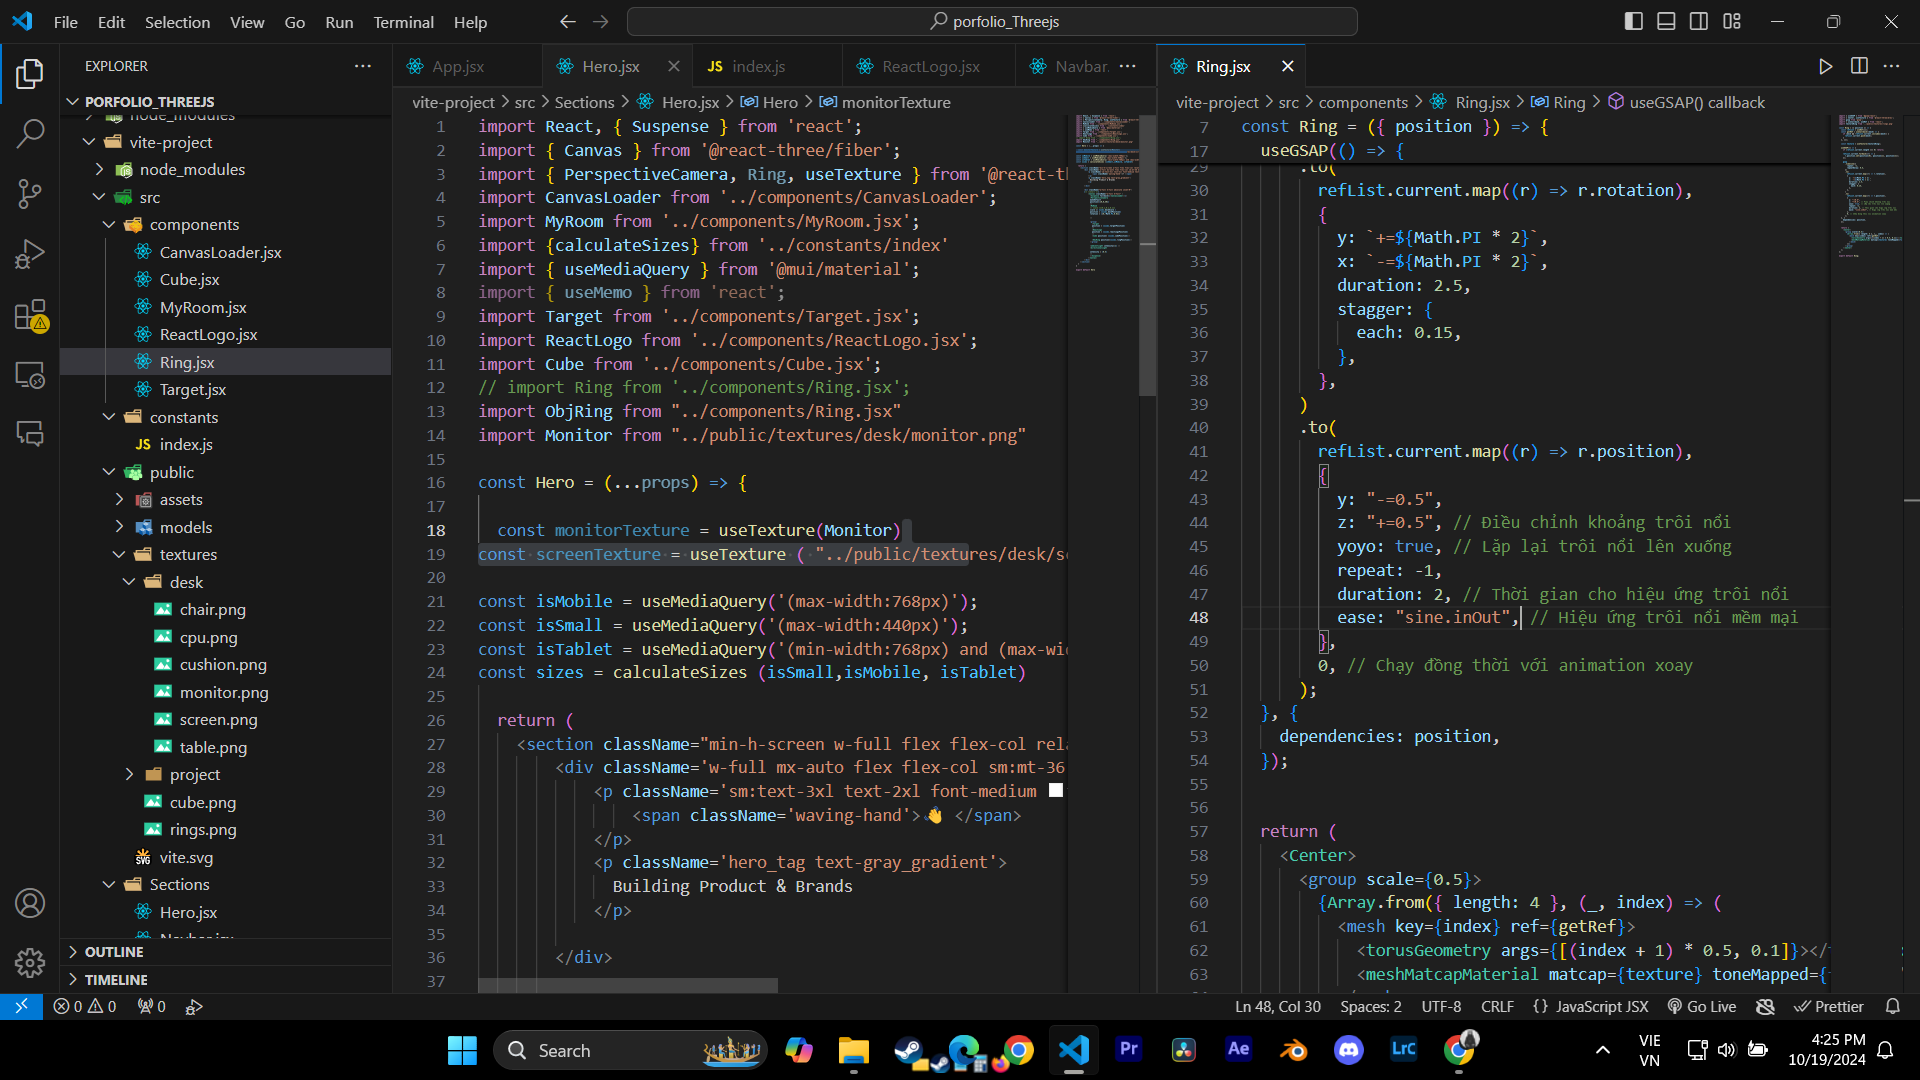 File Edit Selection View Go Run Terminal Help
porfolio_Threejs
EXPLORER
PORFOLIO_THREEJS
node_modules
vite-project
node_modules
src
components
CanvasLoader.jsx
Cube.jsx
MyRoom.jsx
ReactLogo.jsx
Ring.jsx
Target.jsx
constants
JS index.js
public
assets
models
textures
desk
chair.png
cpu.png
cushion.png
monitor.png
screen.png
table.png
project
cube.png
rings.png
vite.svg
Sections
Hero.jsx
OUTLINE
TIMELINE
App.jsx Hero.jsx JS index.js ReactLogo.jsx Navbar.
vite-project > src > Sections > Hero.jsx > Hero > monitorTexture
1 import React, { Suspense } from 'react';
2 import { Canvas } from '@react-three/fiber';
3 import { PerspectiveCamera, Ring, useTexture } from '@react-th
4 import CanvasLoader from '../components/CanvasLoader';
5 import MyRoom from '../components/MyRoom.jsx';
6 import {calculateSizes} from '../constants/index'
7 import { useMediaQuery } from '@mui/material';
8 import { useMemo } from 'react';
9 import Target from '../components/Target.jsx';
10 import ReactLogo from '../components/ReactLogo.jsx';
11 import Cube from '../components/Cube.jsx';
12 // import Ring from '../components/Ring.jsx';
13 import ObjRing from "../components/Ring.jsx"
14 import Monitor from "../public/textures/desk/monitor.png"
15
16 const Hero = (...props) => {
17
18 const monitorTexture = useTexture(Monitor)
19 const screenTexture = useTexture ( "../public/textures/desk/sc
20
21 const isMobile = useMediaQuery('(max-width:768px)');
22 const isSmall = useMediaQuery('(max-width:440px)');
23 const isTablet = useMediaQuery('(min-width:768px) and (max-wid
24 const sizes = calculateSizes (isSmall,isMobile, isTablet)
25
26 return (
27 <section className="min-h-screen w-full flex flex-col rela
28 <div className='w-full mx-auto flex flex-col sm:mt-36
29 <p className='sm:text-3xl text-2xl font-medium
30 <span className='waving-hand'>👋 </span>
31 </p>
32 <p className='hero_tag text-gray_gradient'>
33 Building Product & Brands
34 </p>
35
36 </div>
37
Ring.jsx
vite-project > src > components > Ring.jsx > Ring > useGSAP() callback
7 const Ring = ({ position }) => {
17 useGSAP(() => {
29 .to(
30 refList.current.map((r) => r.rotation),
31 {
32 y: `+=${Math.PI * 2}`,
33 x: `-=${Math.PI * 2}`,
34 duration: 2.5,
35 stagger: {
36 each: 0.15,
37 },
38 },
39 )
40 .to(
41 refList.current.map((r) => r.position),
42 {
43 y: "-=0.5",
44 z: "+=0.5", // Điều chỉnh khoảng trôi nổi
45 yoyo: true, // Lặp lại trôi nổi lên xuống
46 repeat: -1,
47 duration: 2, // Thời gian cho hiệu ứng trôi nổi
48 ease: "sine.inOut", // Hiệu ứng trôi nổi mềm mại
49 },
50 0, // Chạy đồng thời với animation xoay
51 );
52 }, {
53 dependencies: position,
54 });
55
56
57 return (
58 <Center>
59 <group scale={0.5}>
60 {Array.from({ length: 4 }, (_, index) => (
61 <mesh key={index} ref={getRef}>
62 <torusGeometry args={[(index + 1) * 0.5, 0.1]}></
63 <meshMatcapMaterial matcap={texture} toneMapped={
0 0 0 Ln 48, Col 30 Spaces: 2 UTF-8 CRLF {} JavaScript JSX Go Live Prettier
Search
Pr Ae LrC
VIE
VN
4:25 PM
10/19/2024